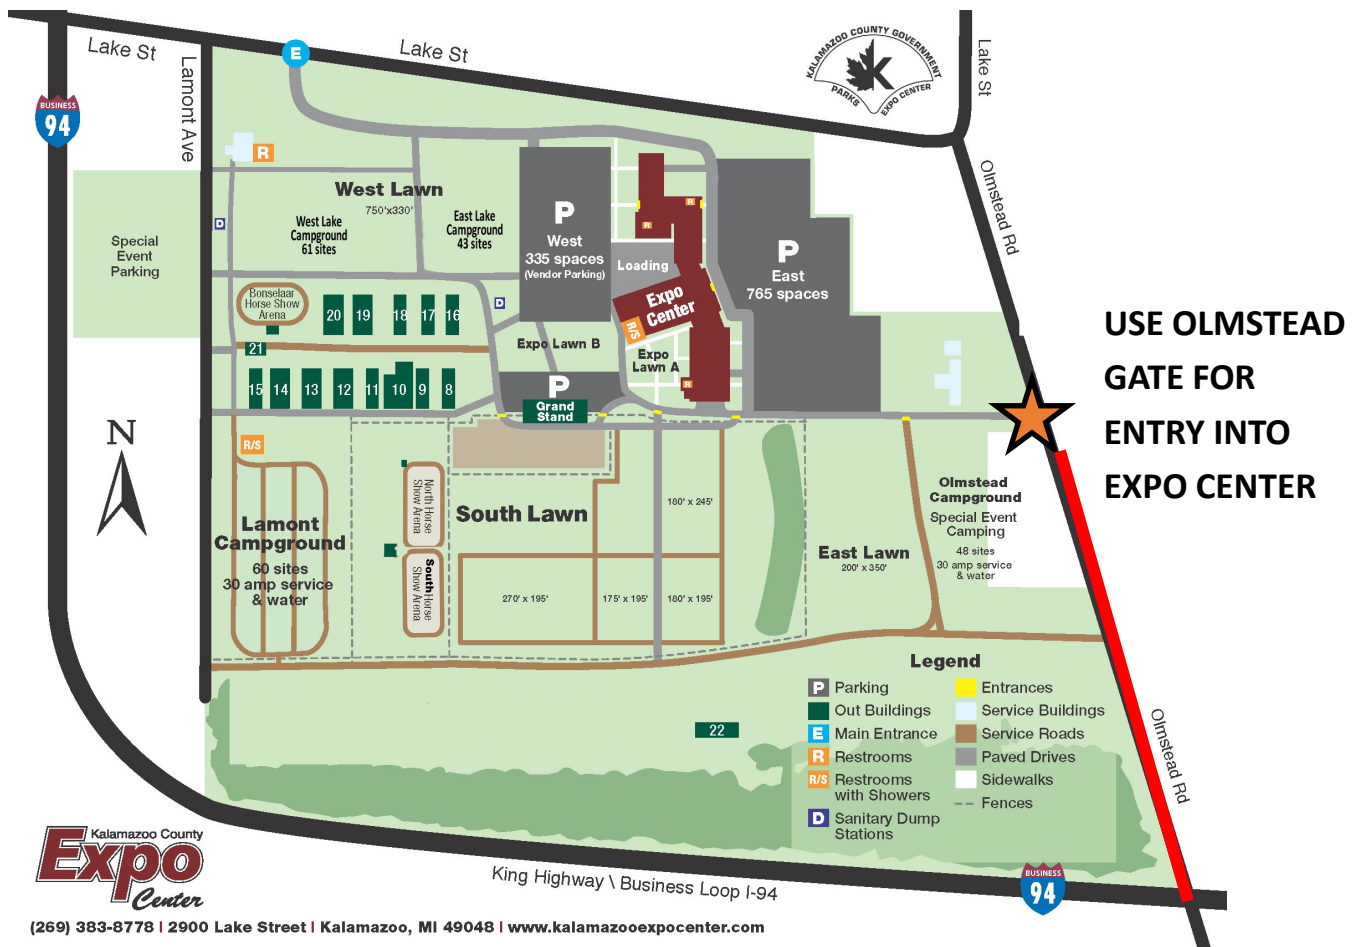 Lake St
Lake St
Lamont Ave
E
KALAMAZOO COUNTY GOVERNMENT
K
PARKS
EXPO CENTER
Lake St
BUSINESS
94
R
West Lawn
750'x330'
West Lake
Campground
61 sites
East Lake
Campground
43 sites
D
Special
Event
Parking
P
West
335 spaces
(Vendor Parking)
R
R
Loading
P
East
765 spaces
Olmstead Rd
Expo
Center
R/S
Bonselaar
Horse Show
Arena
20
19
18
17
16
D
21
Expo Lawn B
Expo
Lawn A
R
15
14
13
12
11
10
9
8
P
Grand
Stand
USE OLMSTEAD
GATE FOR
ENTRY INTO
EXPO CENTER
N
R/S
Lamont
Campground
60 sites
30 amp service
& water
North Horse
Show Arena
South Horse
Show Arena
South Lawn
180' x 245'
270' x 195'
175' x 195'
180' x 195'
East Lawn
200' x 350'
Olmstead
Campground
Special Event
Camping
48 sites
30 amp service
& water
22
Legend
P Parking
Out Buildings
E Main Entrance
R Restrooms
R/S Restrooms
with Showers
D Sanitary Dump
Stations
Entrances
Service Buildings
Service Roads
Paved Drives
Sidewalks
Fences
Olmstead Rd
King Highway \ Business Loop I-94
BUSINESS
94
Kalamazoo County
Expo
Center
(269) 383-8778 | 2900 Lake Street | Kalamazoo, MI 49048 | www.kalamazooexpocenter.com